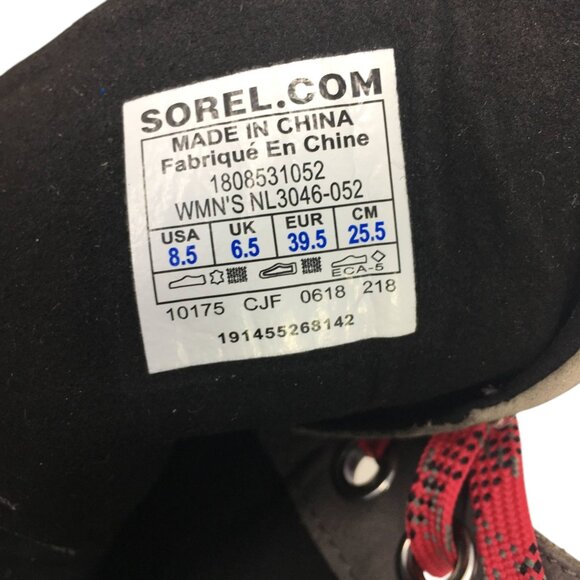 SOREL.COM
MADE IN CHINA
Fabriqué En Chine
1808531052
WMN'S NL3046-052
USA UK EUR CM
8.5 6.5 39.5 25.5
ECA-5
10175 CJF 0618 218
191455268142